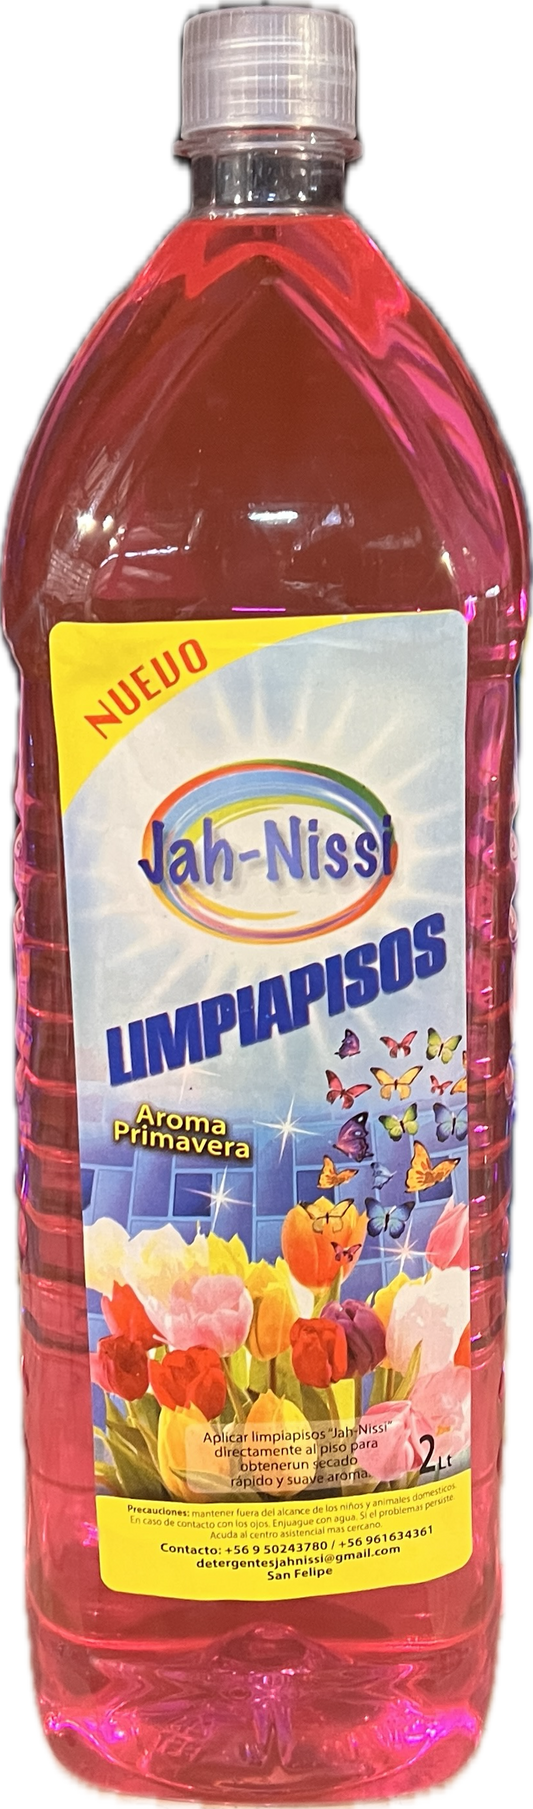 NUEVO
Jah-Nissi
LIMPIAPISOS
Aroma
Primavera
Aplicar limpiapisos "Jah-Nissi"
directamente al piso para
obtenerun secado
rápido y suave aroma.
2Lt
Precauciones: mantener fuera del alcance de los niños y animales domesticos.
En caso de contacto con los ojos. Enjuague con agua. Si el problemas persiste.
Acuda al centro asistencial mas cercano.
Contacto: +56 9 50243780 / +56 961634361
detergentesjahnissi@gmail.com
San Felipe